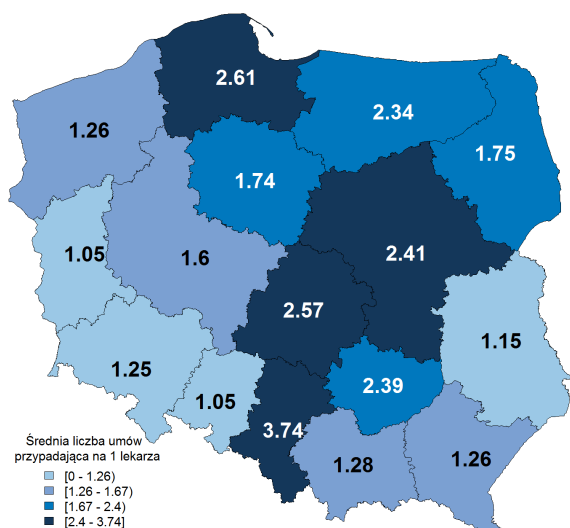 2.61
2.34
1.26
1.75
1.74
2.41
1.05
1.6
2.57
1.15
1.25
2.39
1.05
3.74
1.28
1.26
Średnia liczba umów
przypadająca na 1 lekarza
[0 - 1.26)
[1.26 - 1.67)
[1.67 - 2.4)
[2.4 - 3.74]